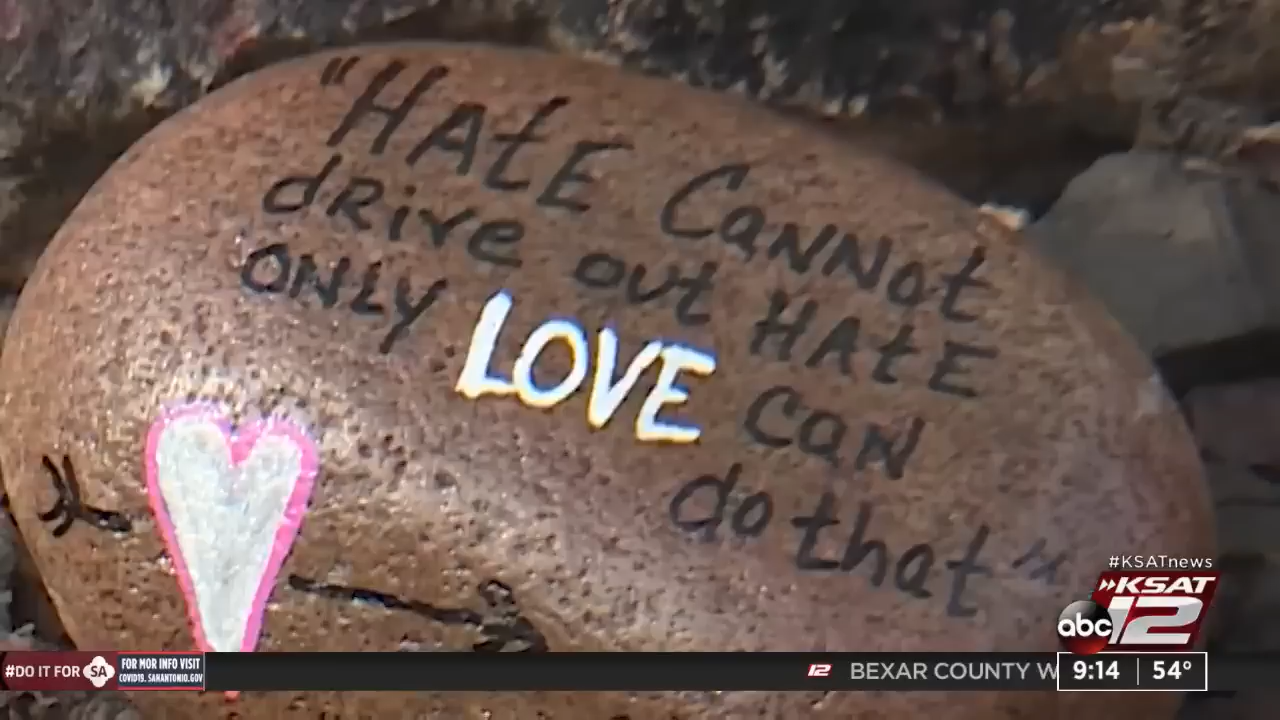 "HAtE CaNNot
dRive out HAtE
ONLY LOVE CaN
do that"
#KSATnews
KSAT
abc 12
#DO IT FOR SA
FOR MOR INFO VISIT
COVID19.SANANTONIO.GOV
12 BEXAR COUNTY W
9:14 54°